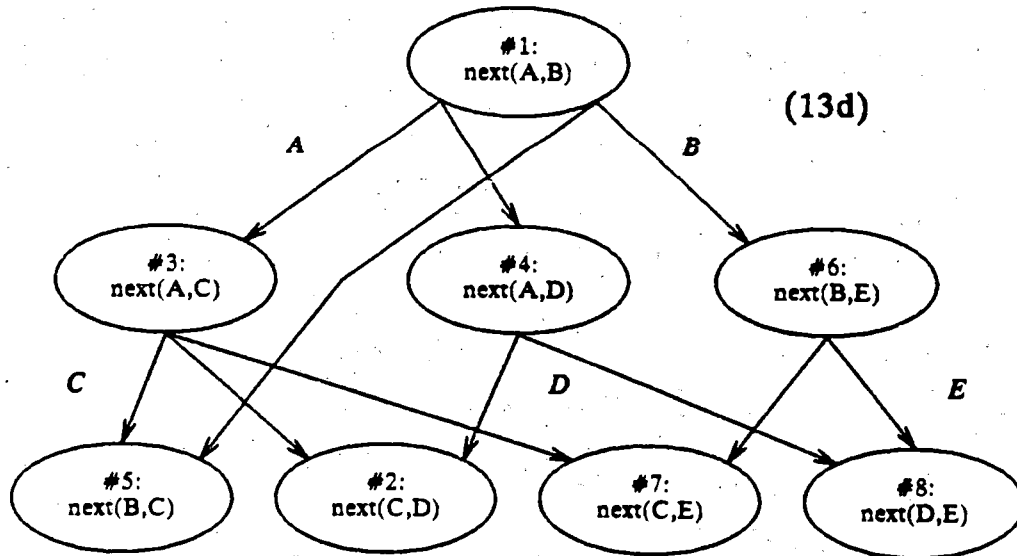 #1:
next(A,B)
(13d)
A
B
#3:
next(A,C)
#4:
next(A,D)
#6:
next(B,E)
C
D
E
#5:
next(B,C)
#2:
next(C,D)
#7:
next(C,E)
#8:
next(D,E)